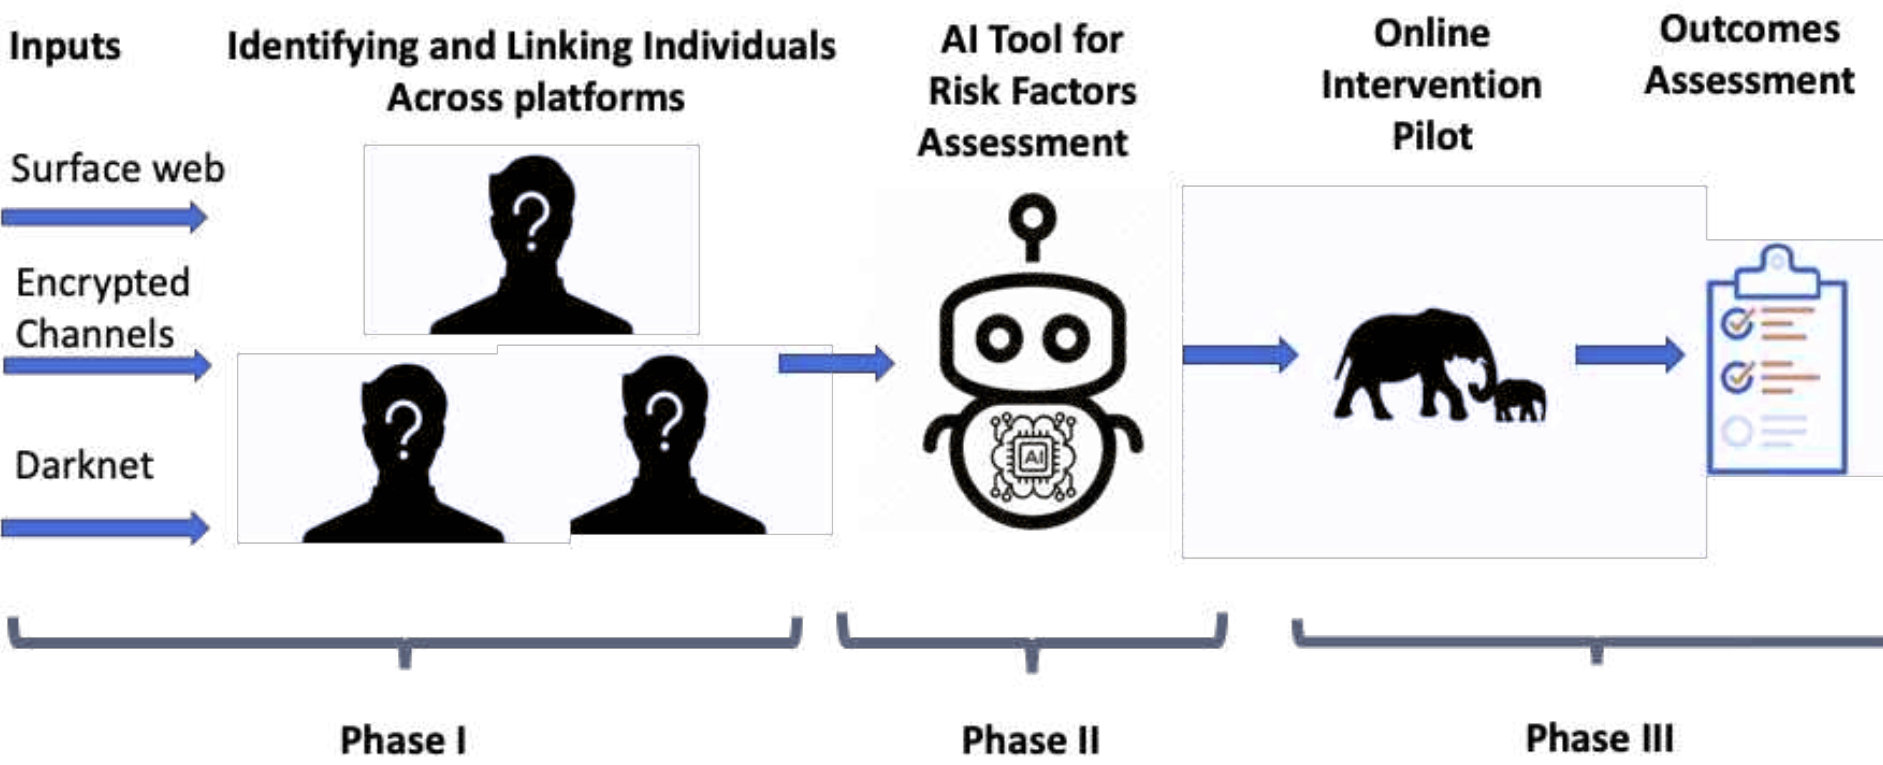 Inputs
Identifying and Linking Individuals
Across platforms
AI Tool for
Risk Factors
Assessment
Online
Intervention
Pilot
Outcomes
Assessment
Surface web
Encrypted
Channels
Darknet
?
?
?
AI
Phase I
Phase II
Phase III